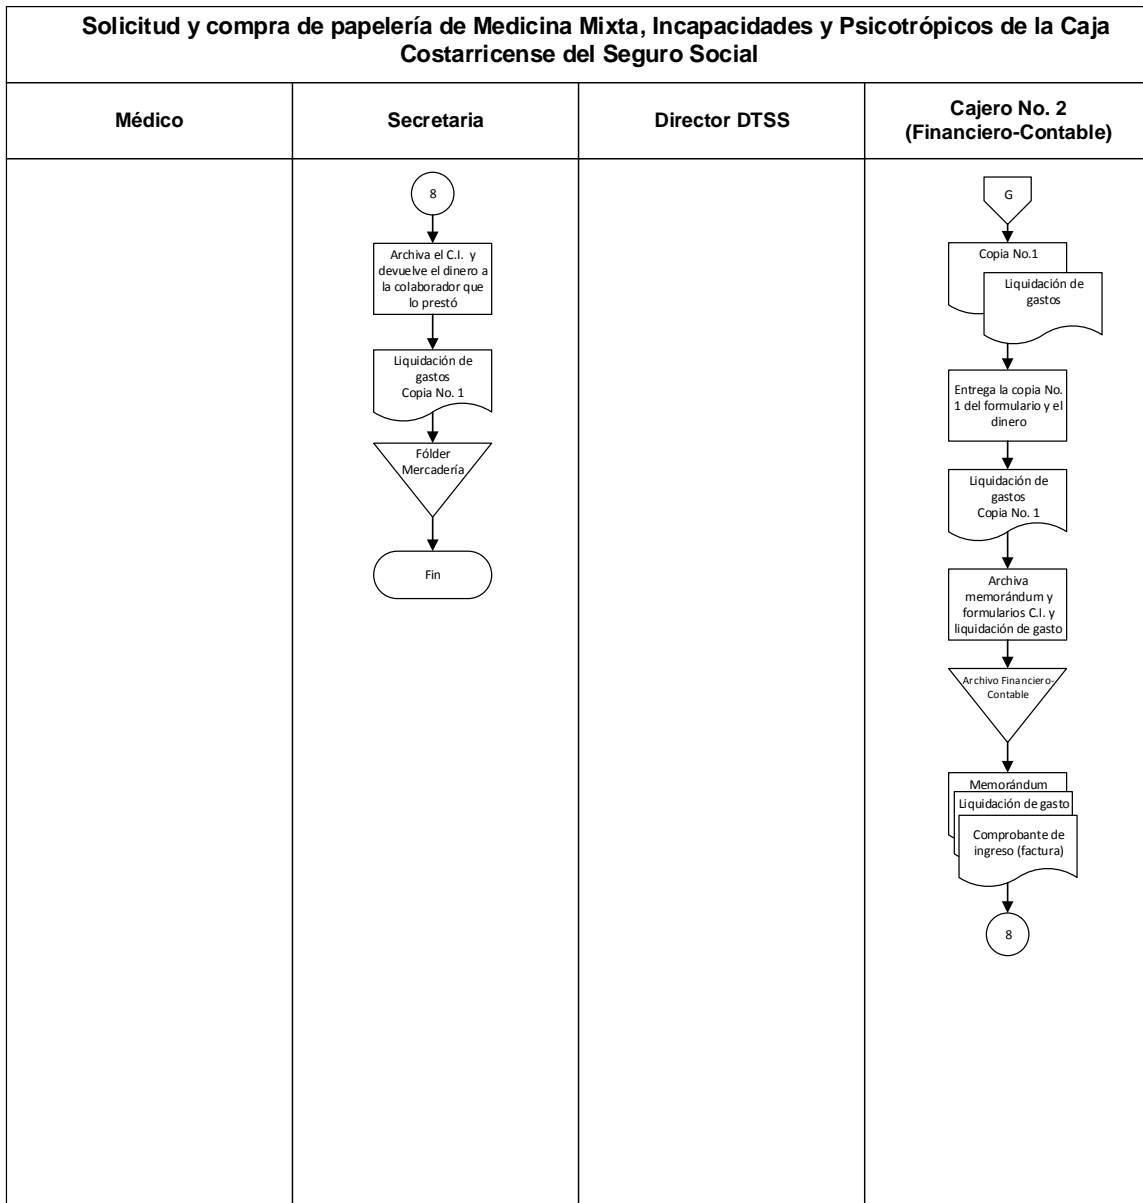 Solicitud y compra de papelería de Medicina Mixta, Incapacidades y Psicotrópicos de la Caja
Costarricense del Seguro Social
Médico
Secretaria
Director DTSS
Cajero No. 2
(Financiero-Contable)
8
Archiva el C.I. y
devuelve el dinero a
la colaborador que
lo prestó
Liquidación de
gastos
Copia No. 1
Fólder
Mercadería
Fin
G
Copia No.1
Liquidación de
gastos
Entrega la copia No.
1 del formulario y el
dinero
Liquidación de
gastos
Copia No. 1
Archiva
memorándum y
formularios C.I. y
liquidación de gasto
Archivo Financiero-
Contable
Memorándum
Liquidación de gasto
Comprobante de
ingreso (factura)
8